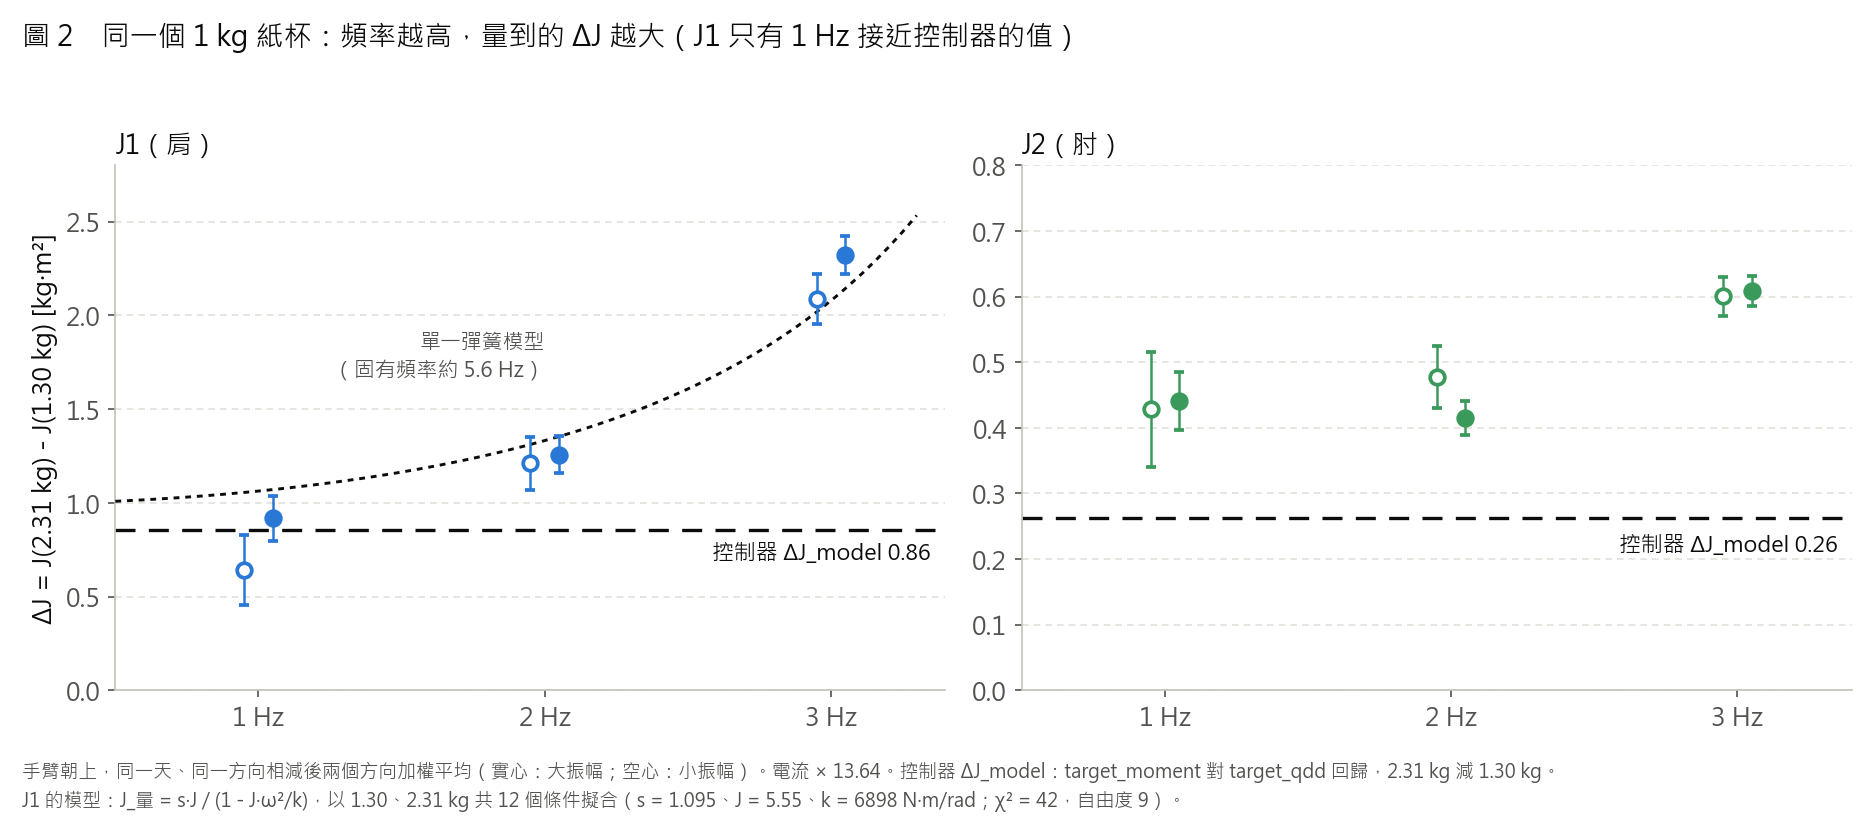 圖 2　同一個 1 kg 紙杯：頻率越高，量到的 ΔJ 越大（J1 只有 1 Hz 接近控制器的值）
J1（肩）
ΔJ = J(2.31 kg) - J(1.30 kg) [kg·m²]
2.5
2.0
1.5
1.0
0.5
0.0
單一彈簧模型
（固有頻率約 5.6 Hz）
控制器 ΔJ_model 0.86
1 Hz
2 Hz
3 Hz
J2（肘）
0.8
0.7
0.6
0.5
0.4
0.3
0.2
0.1
0.0
控制器 ΔJ_model 0.26
1 Hz
2 Hz
3 Hz
手臂朝上，同一天、同一方向相減後兩個方向加權平均（實心：大振幅；空心：小振幅）。電流 × 13.64。控制器 ΔJ_model：target_moment 對 target_qdd 回歸，2.31 kg 減 1.30 kg。
J1 的模型：J_量 = s·J / (1 - J·ω²/k)，以 1.30、2.31 kg 共 12 個條件擬合（s = 1.095、J = 5.55、k = 6898 N·m/rad；χ² = 42，自由度 9）。